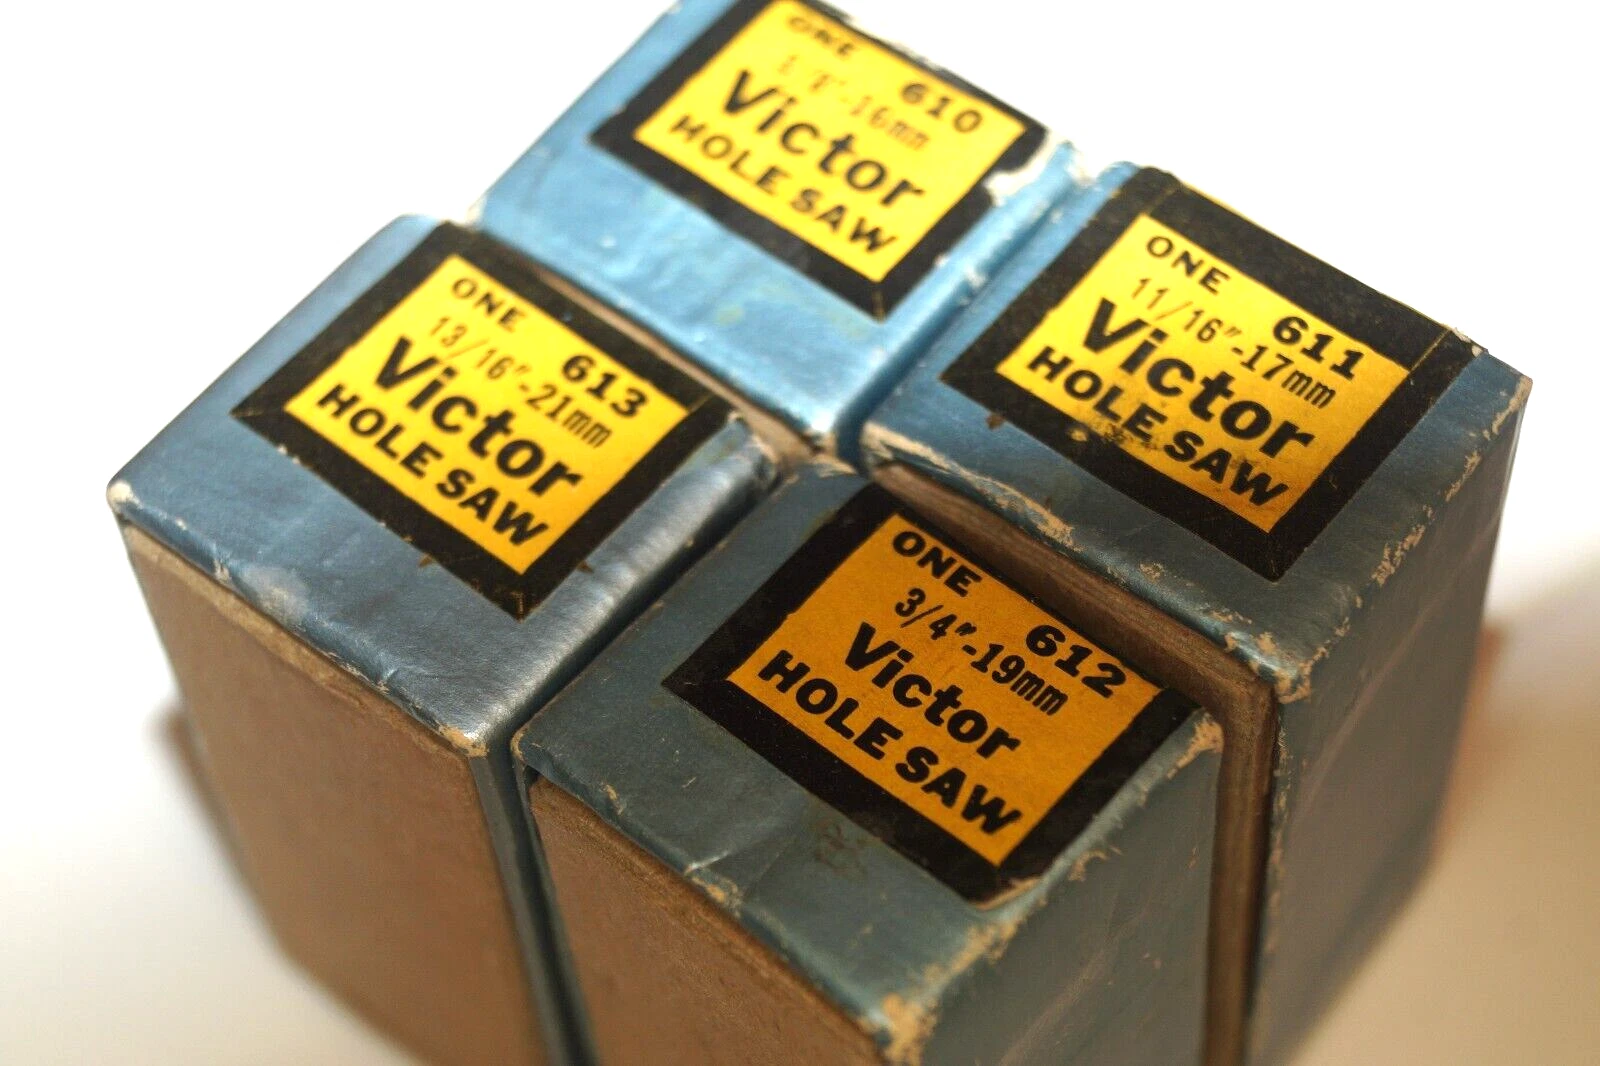 ONE 610
-16mm
Victor
HOLE SAW
ONE 611
11/16"-17mm
Victor
HOLE SAW
ONE 613
13/16"-21mm
Victor
HOLE SAW
ONE 612
3/4"-19mm
Victor
HOLE SAW